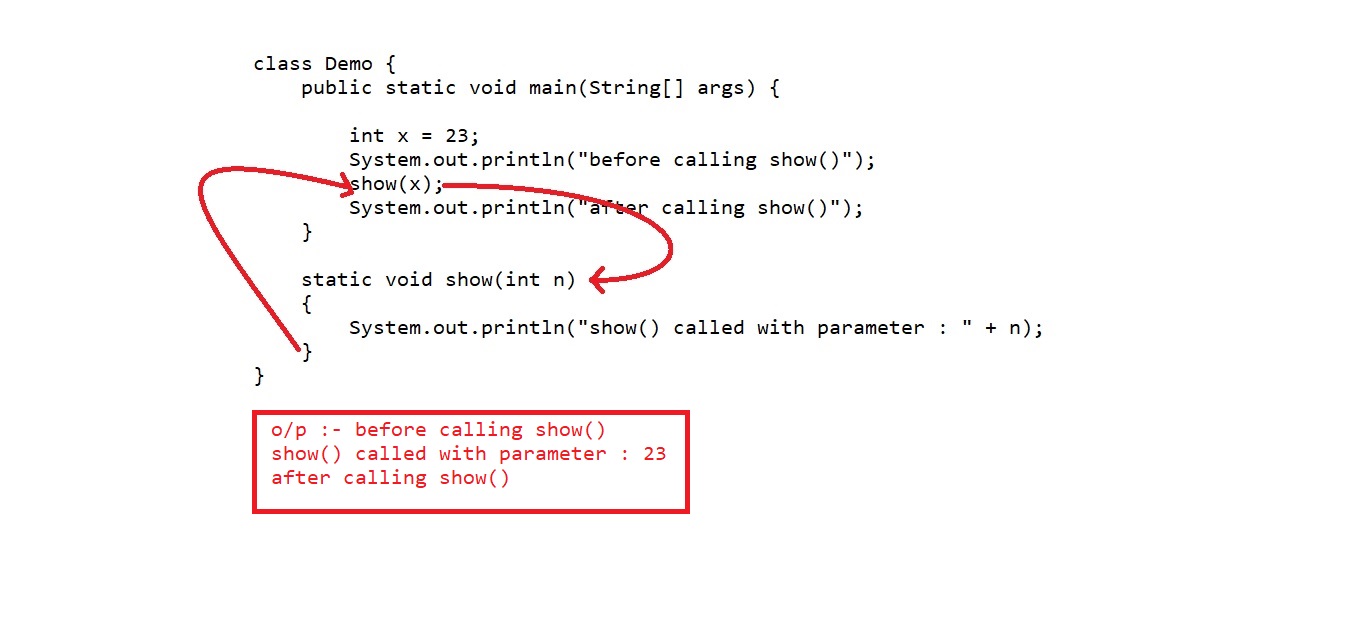 class Demo {
public static void main(String[] args) {
int x = 23;
System.out.println("before calling show()");
show(x);
System.out.println("after calling show()");
}
static void show(int n)
{
System.out.println("show() called with parameter : " + n);
}
}
o/p :- before calling show()
show() called with parameter : 23
after calling show()